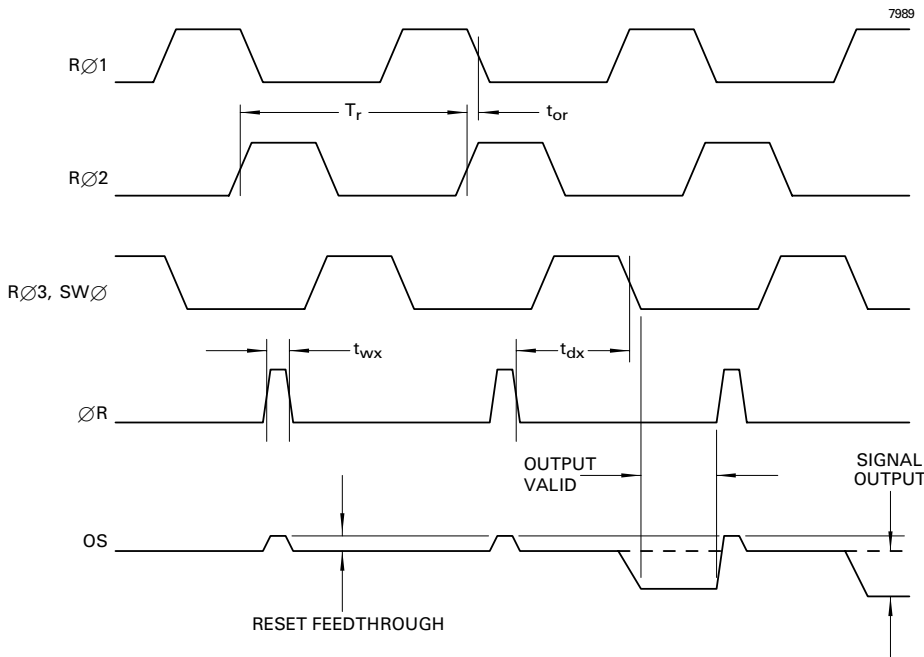 7989
RØ1
Tr
tor
RØ2
RØ3, SWØ
twx
tdx
ØR
OUTPUT
VALID
SIGNAL
OUTPUT
OS
RESET FEEDTHROUGH